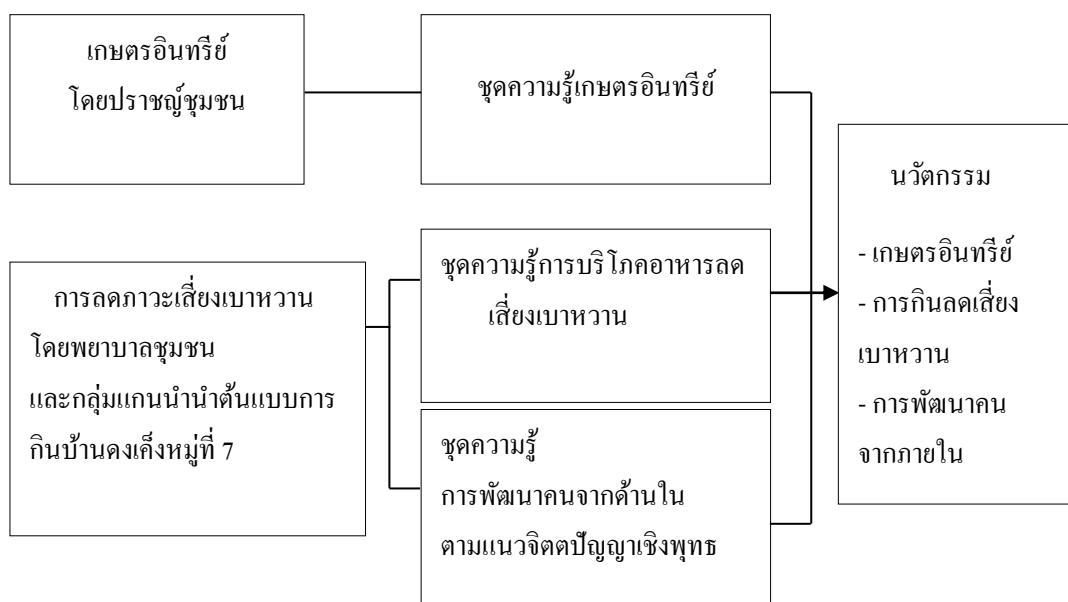 เกษตรอินทรีย์
โดยปราชญ์ชุมชน
ชุดความรู้เกษตรอินทรีย์
การลดภาวะเสี่ยงเบาหวาน
โดยพยาบาลชุมชน
และกลุ่มแกนนำนำต้นแบบการ
กินบ้านดงเค็งหมู่ที่ 7
ชุดความรู้การบริโภคอาหารลด
เสี่ยงเบาหวาน
ชุดความรู้
การพัฒนาคนจากด้านใน
ตามแนวจิตตปัญญาเชิงพุทธ
นวัตกรรม
- เกษตรอินทรีย์
- การกินลดเสี่ยง
เบาหวาน
- การพัฒนาคน
จากภายใน